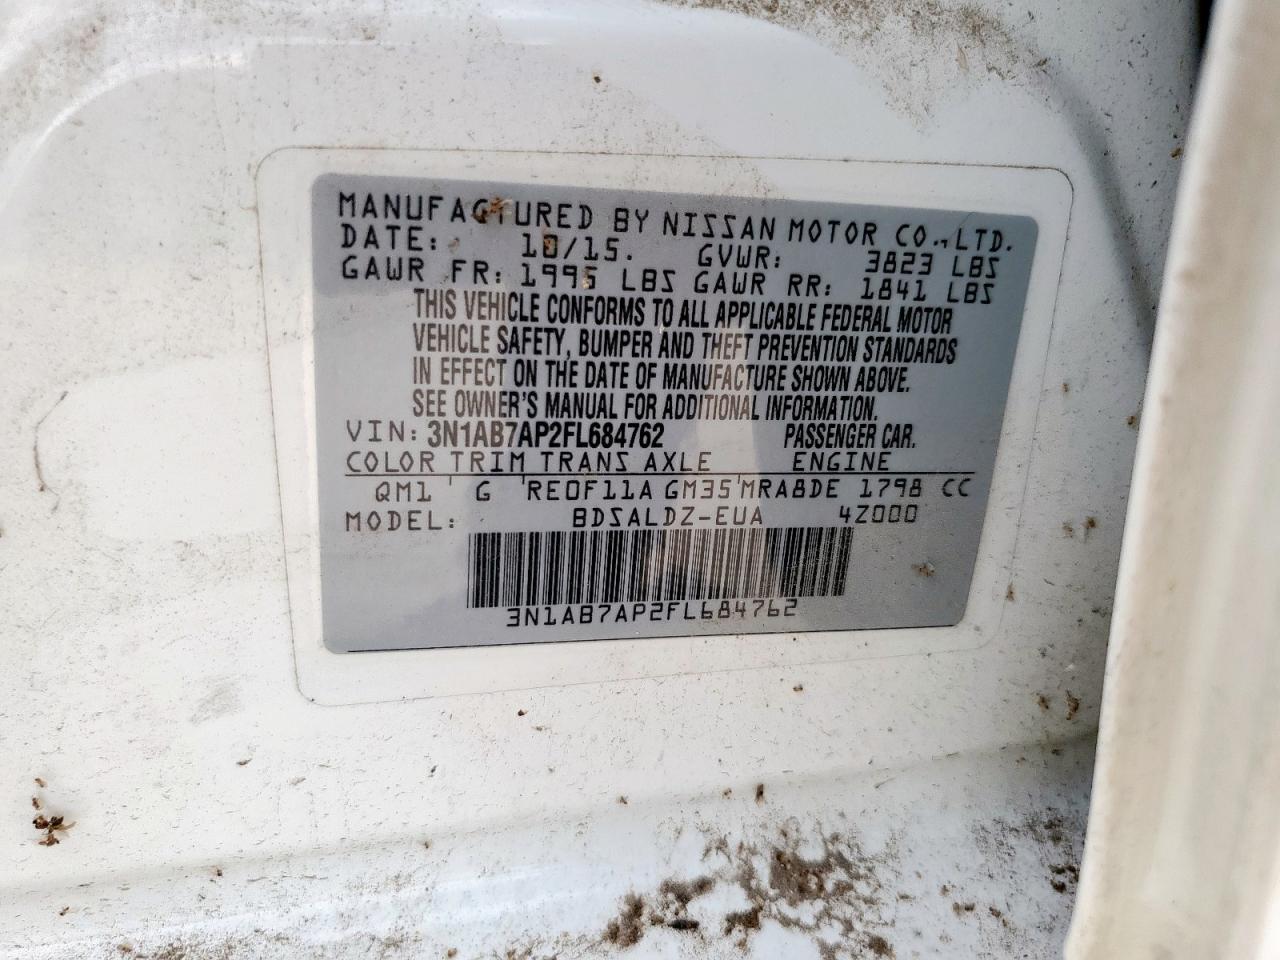 MANUFACTURED BY NISSAN MOTOR CO., LTD.
DATE: 10/15. GVWR: 3823 LBS
GAWR FR: 1995 LBS GAWR RR: 1841 LBS
THIS VEHICLE CONFORMS TO ALL APPLICABLE FEDERAL MOTOR
VEHICLE SAFETY, BUMPER AND THEFT PREVENTION STANDARDS
IN EFFECT ON THE DATE OF MANUFACTURE SHOWN ABOVE.
SEE OWNER'S MANUAL FOR ADDITIONAL INFORMATION.
VIN: 3N1AB7AP2FL684762 PASSENGER CAR.
COLOR TRIM TRANS AXLE ENGINE
QM1 ' G 'RE0F11A GM35'MRA8DE 1798 CC
MODEL: BDSALDZ-EUA 4Z000
3N1AB7AP2FL684762